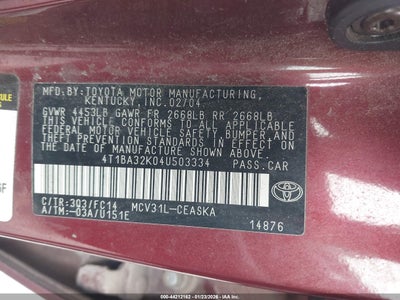 MFD.BY:TOYOTA MOTOR MANUFACTURING,
KENTUCKY,INC.02/04
GVWR 4453LB GAWR FR 2668LB RR 2668LB
THIS VEHICLE CONFORMS TO ALL APPLICABLE
FEDERAL MOTOR VEHICLE SAFETY, BUMPER, AND
THEFT PREVENTION STANDARDS IN EFFECT ON
THE DATE OF MANUFACTURE SHOWN ABOVE.
4T1BA32K04U503334 PASS.CAR
C/TR:3Q3/FC14 MCV31L-CEASKA
A/TM:-03A/U151E
14876
TOYOTA
ID: 000-44212162 - 01/23/2026 - IAAI